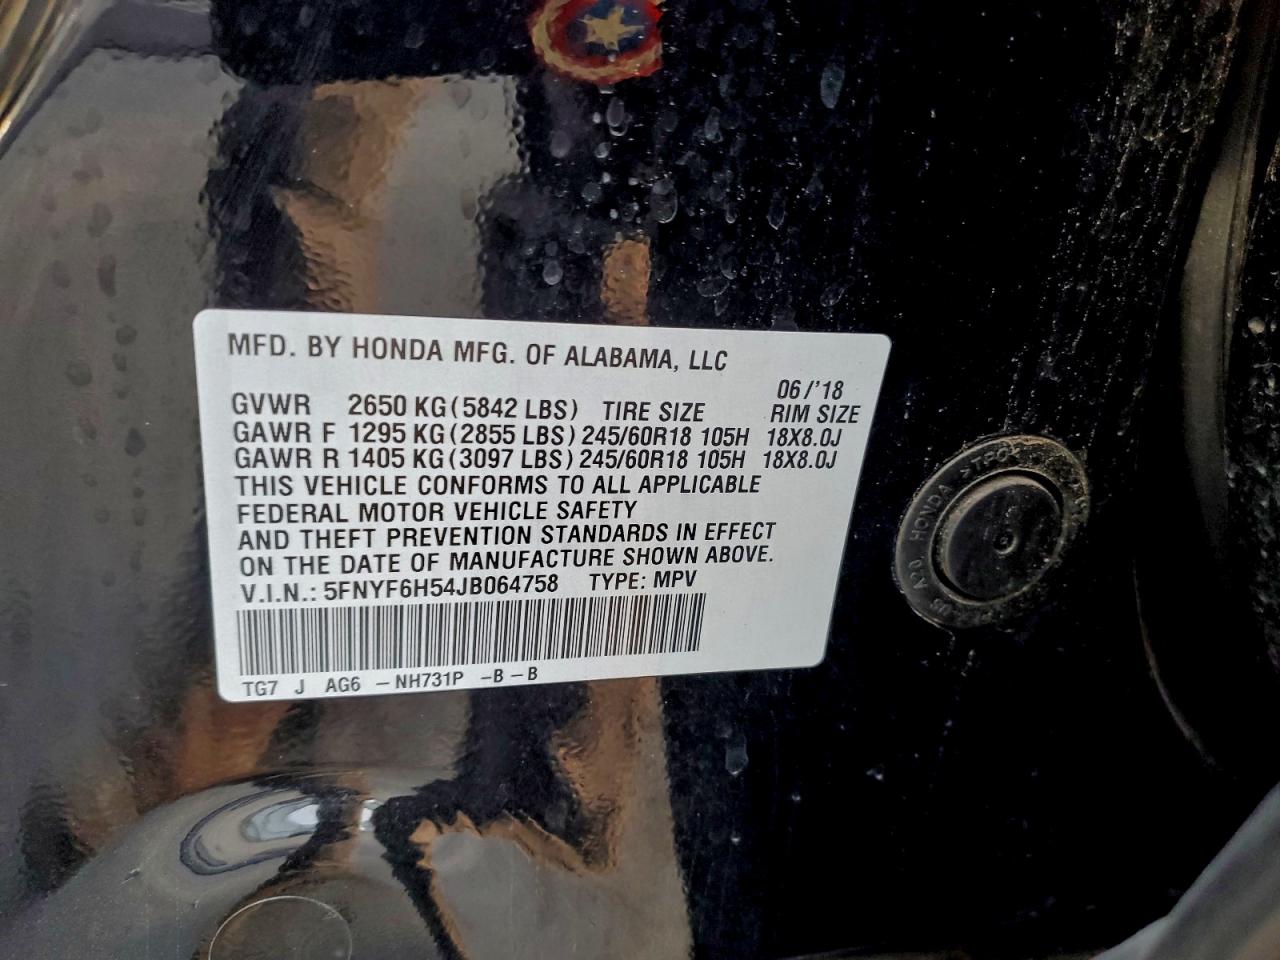 MFD. BY HONDA MFG. OF ALABAMA, LLC
06/'18
GVWR 2650 KG(5842 LBS) TIRE SIZE RIM SIZE
GAWR F 1295 KG(2855 LBS) 245/60R18 105H 18X8.0J
GAWR R 1405 KG(3097 LBS) 245/60R18 105H 18X8.0J
THIS VEHICLE CONFORMS TO ALL APPLICABLE
FEDERAL MOTOR VEHICLE SAFETY
AND THEFT PREVENTION STANDARDS IN EFFECT
ON THE DATE OF MANUFACTURE SHOWN ABOVE.
V.I.N.: 5FNYF6H54JB064758 TYPE: MPV
TG7 J AG6 - NH731P - B - B
HONDA